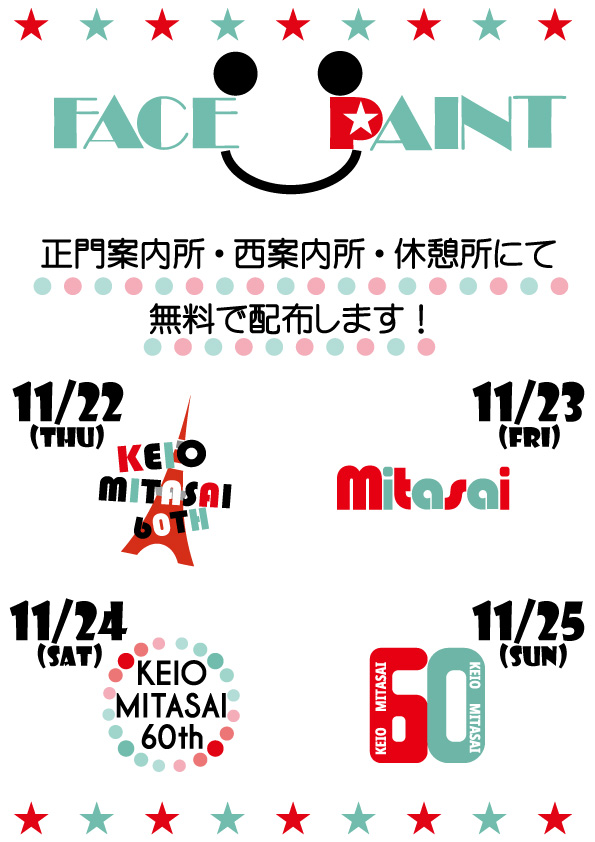 FACE PAINT
正門案内所・西案内所・休憩所にて
無料で配布します！
11/22
(THU)
KEIO
MITASAI
60TH
11/23
(FRI)
Mitasai
11/24
(SAT)
KEIO
MITASAI
60th
11/25
(SUN)
KEIO MITASAI
60
KEIO MITASAI